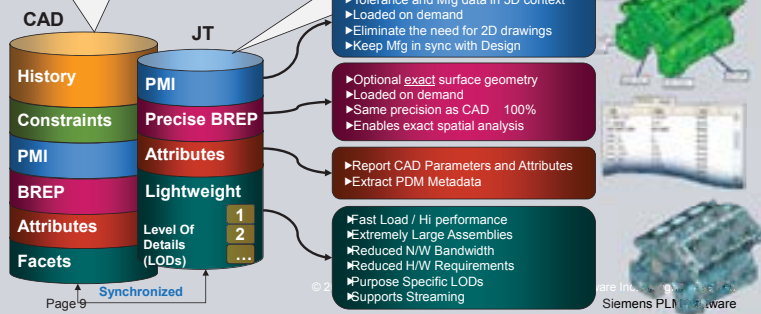 CAD
History
Constraints
PMI
BREP
Attributes
Facets
JT
PMI
Precise BREP
Attributes
Lightweight
Level Of
Details
(LODs)
1
2
...
Synchronized
Page 9
Tolerance and Mfg data in 3D context
Loaded on demand
Eliminate the need for 2D drawings
Keep Mfg in sync with Design
Optional exact surface geometry
Loaded on demand
Same precision as CAD 100%
Enables exact spatial analysis
Report CAD Parameters and Attributes
Extract PDM Metadata
Fast Load / Hi performance
Extremely Large Assemblies
Reduced N/W Bandwidth
Reduced H/W Requirements
Purpose Specific LODs
Supports Streaming
Siemens PLM Software